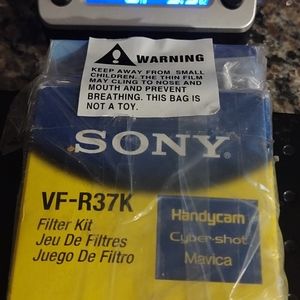 WARNING
KEEP AWAY FROM SMALL
CHILDREN. THE THIN FILM
MAY CLING TO NOSE AND
MOUTH AND PREVENT
BREATHING. THIS BAG IS
NOT A TOY.
SONY
VF-R37K
Filter Kit
Jeu De Filtres
Juego De Filtro
Handycam
Cyber-shot
Mavica